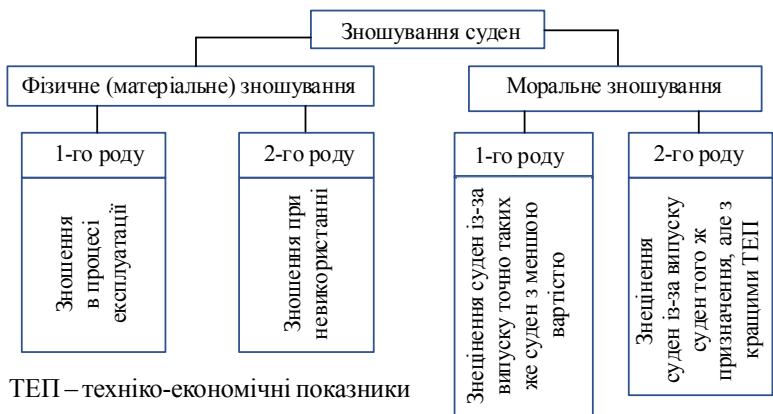 Зношування суден
Фізичне (матеріальне) зношування
Моральне зношування
1-го роду
2-го роду
1-го роду
2-го роду
Зношення
в процесі
експлуатації
Зношення при
невикористанні
Знецінення суден із-за
випуску точно таких
же суден з меншою
вартістю
Знецінення
суден із-за випуску
суден того ж
призначення, але з
кращими ТЕП
ТЕП – техніко-економічні показники